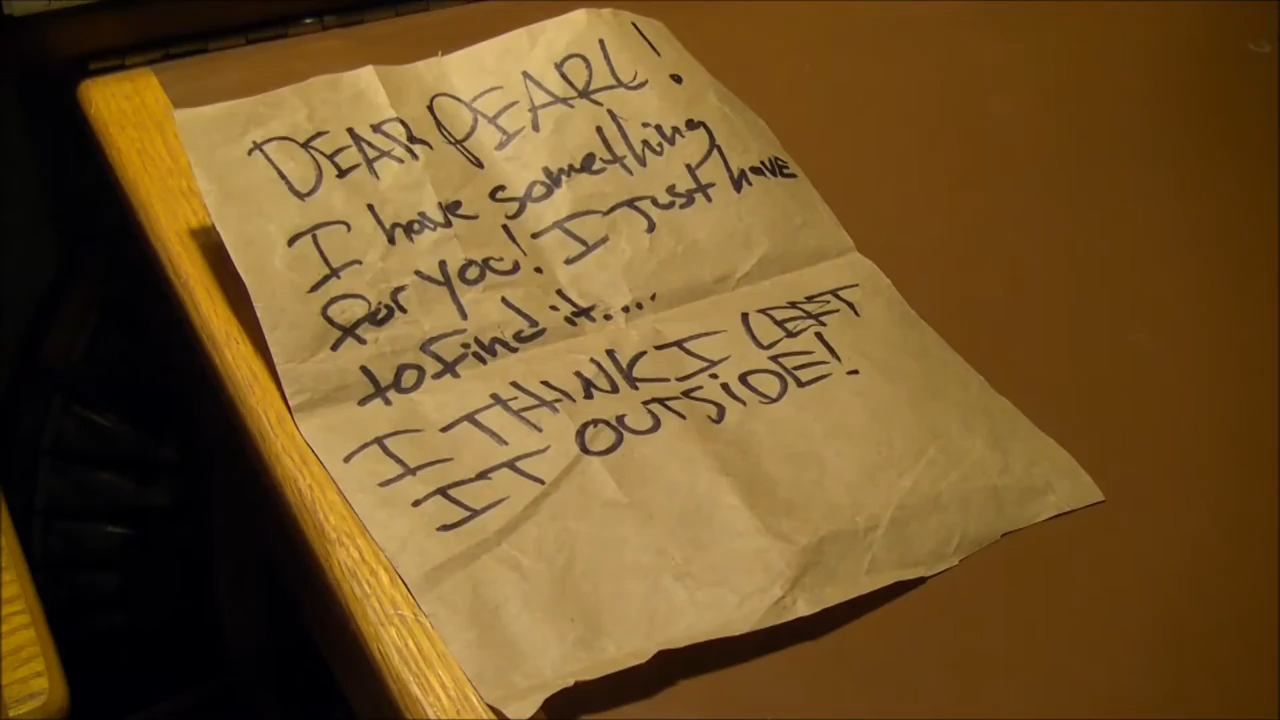 DEAR PEARL!
I have something
for you! I Just havE
to find it....
I THINK I LEFT
IT OUTSiDE!